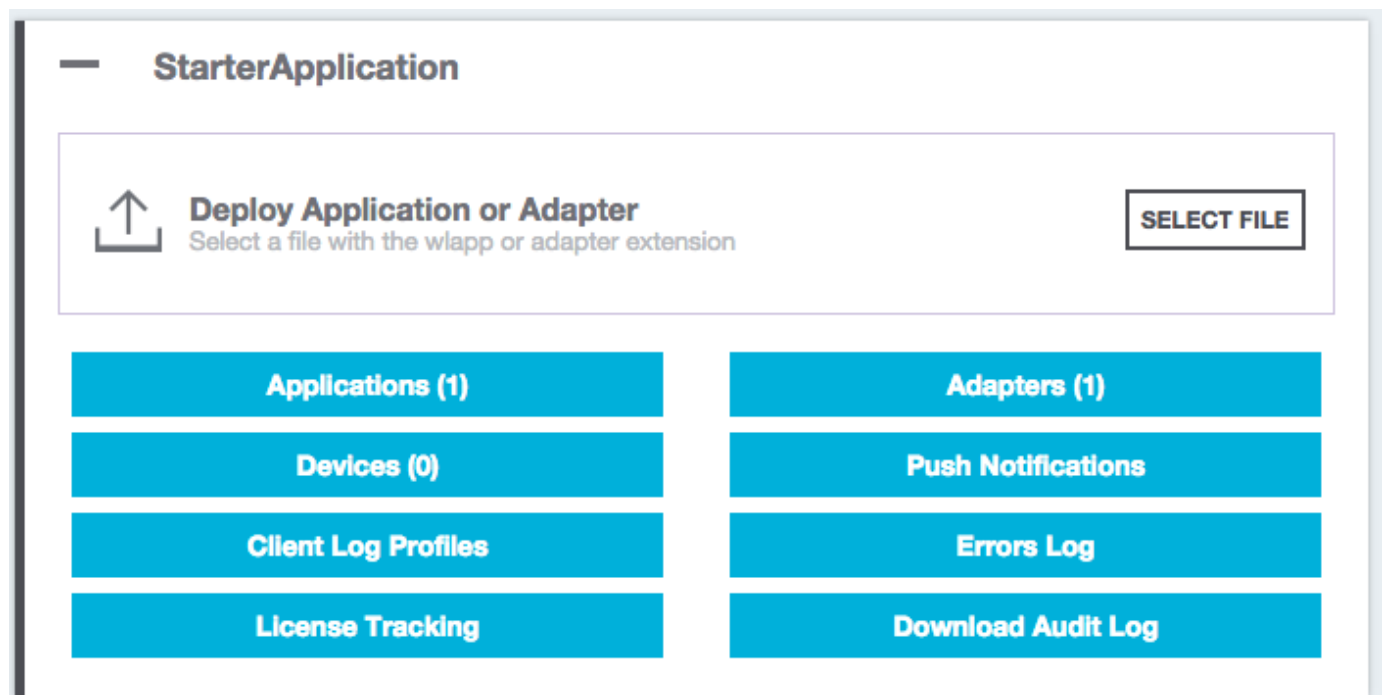 StarterApplication
Deploy Application or Adapter
Select a file with the wlapp or adapter extension
SELECT FILE
Applications (1)
Adapters (1)
Devices (0)
Push Notifications
Client Log Profiles
Errors Log
License Tracking
Download Audit Log